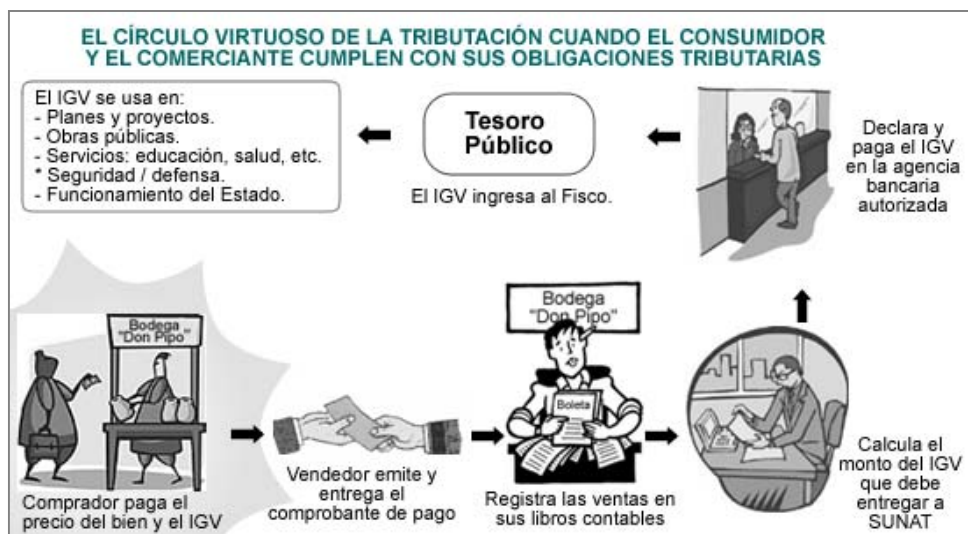 EL CÍRCULO VIRTUOSO DE LA TRIBUTACIÓN CUANDO EL CONSUMIDOR
Y EL COMERCIANTE CUMPLEN CON SUS OBLIGACIONES TRIBUTARIAS
El IGV se usa en:
- Planes y proyectos.
- Obras públicas.
- Servicios: educación, salud, etc.
* Seguridad / defensa.
- Funcionamiento del Estado.
Tesoro
Público
El IGV ingresa al Fisco.
Declara y
paga el IGV
en la agencia
bancaria
autorizada
Bodega
"Don Pipo"
Comprador paga el
precio del bien y el IGV
Vendedor emite y
entrega el
comprobante de pago
Bodega
"Don Pipo"
Boleta
Registra las ventas en
sus libros contables
Calcula el
monto del IGV
que debe
entregar a
SUNAT